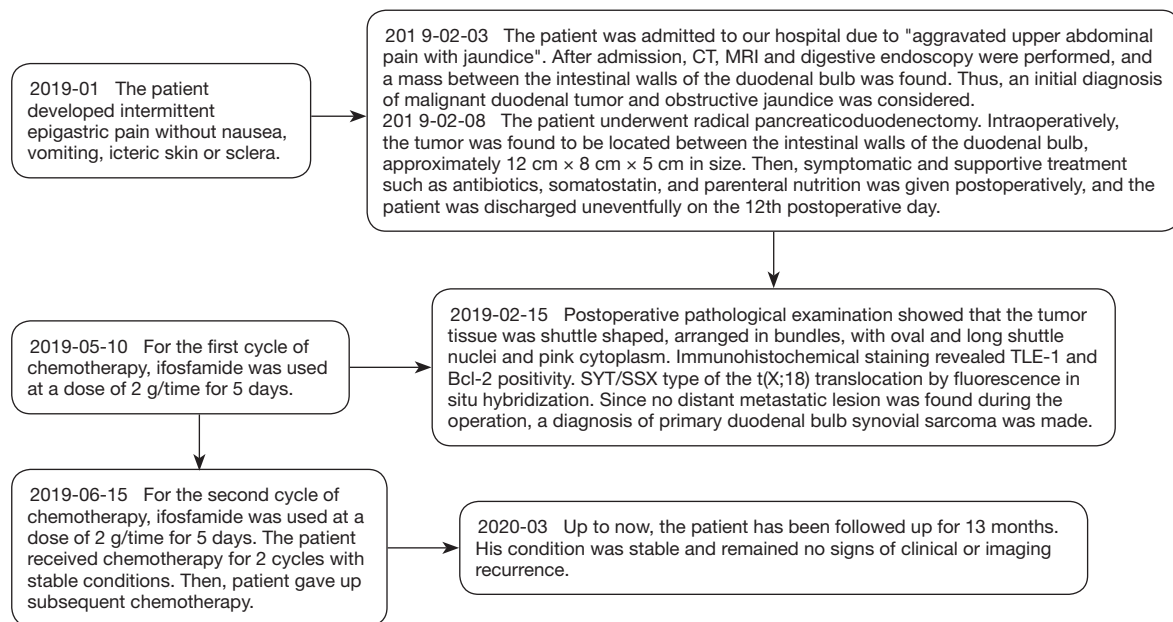 2019-01 The patient
developed intermittent
epigastric pain without nausea,
vomiting, icteric skin or sclera.
201 9-02-03 The patient was admitted to our hospital due to "aggravated upper abdominal
pain with jaundice". After admission, CT, MRI and digestive endoscopy were performed, and
a mass between the intestinal walls of the duodenal bulb was found. Thus, an initial diagnosis
of malignant duodenal tumor and obstructive jaundice was considered.
201 9-02-08 The patient underwent radical pancreaticoduodenectomy. Intraoperatively,
the tumor was found to be located between the intestinal walls of the duodenal bulb,
approximately 12 cm × 8 cm × 5 cm in size. Then, symptomatic and supportive treatment
such as antibiotics, somatostatin, and parenteral nutrition was given postoperatively, and the
patient was discharged uneventfully on the 12th postoperative day.
2019-02-15 Postoperative pathological examination showed that the tumor
tissue was shuttle shaped, arranged in bundles, with oval and long shuttle
nuclei and pink cytoplasm. Immunohistochemical staining revealed TLE-1 and
Bcl-2 positivity. SYT/SSX type of the t(X;18) translocation by fluorescence in
situ hybridization. Since no distant metastatic lesion was found during the
operation, a diagnosis of primary duodenal bulb synovial sarcoma was made.
2019-05-10 For the first cycle of
chemotherapy, ifosfamide was used
at a dose of 2 g/time for 5 days.
2019-06-15 For the second cycle of
chemotherapy, ifosfamide was used at a
dose of 2 g/time for 5 days. The patient
received chemotherapy for 2 cycles with
stable conditions. Then, patient gave up
subsequent chemotherapy.
2020-03 Up to now, the patient has been followed up for 13 months.
His condition was stable and remained no signs of clinical or imaging
recurrence.